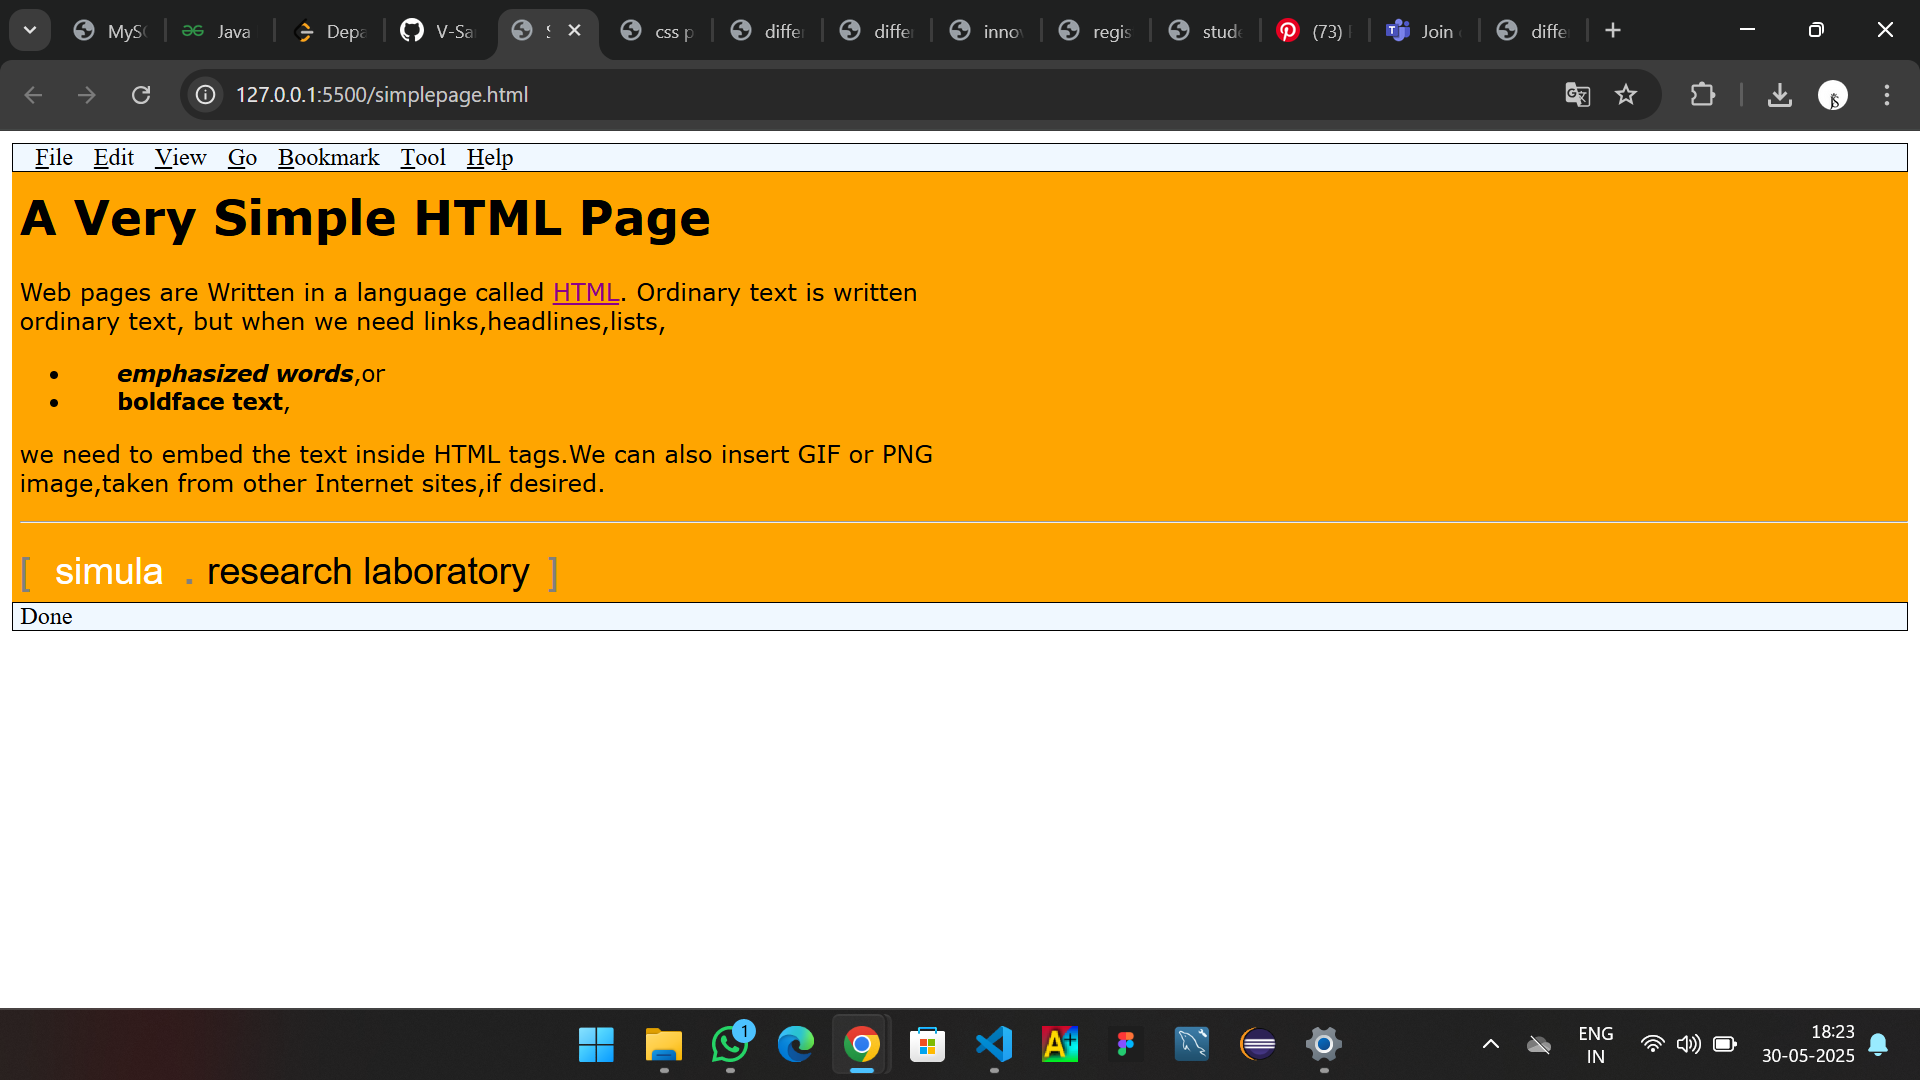 MySQ Java Depa V-Sa S css p differ differ innov regis stude (73) Join differ
127.0.0.1:5500/simplepage.html
File Edit View Go Bookmark Tool Help
A Very Simple HTML Page
Web pages are Written in a language called HTML. Ordinary text is written
ordinary text, but when we need links,headlines,lists,
• emphasized words,or
• boldface text,
we need to embed the text inside HTML tags.We can also insert GIF or PNG
image,taken from other Internet sites,if desired.
[ simula . research laboratory ]
Done
1
ENG
IN
18:23
30-05-2025